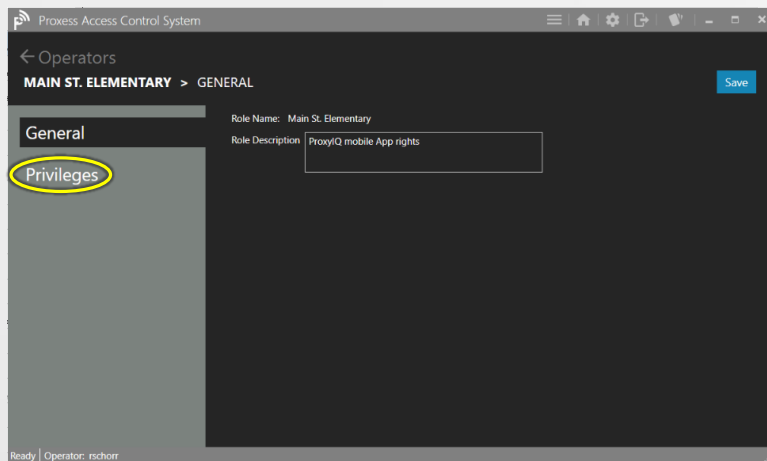 Proxess Access Control System
Operators
MAIN ST. ELEMENTARY > GENERAL
Save
General
Privileges
Role Name: Main St. Elementary
Role Description ProxyIQ mobile App rights
Ready Operator: rschorr